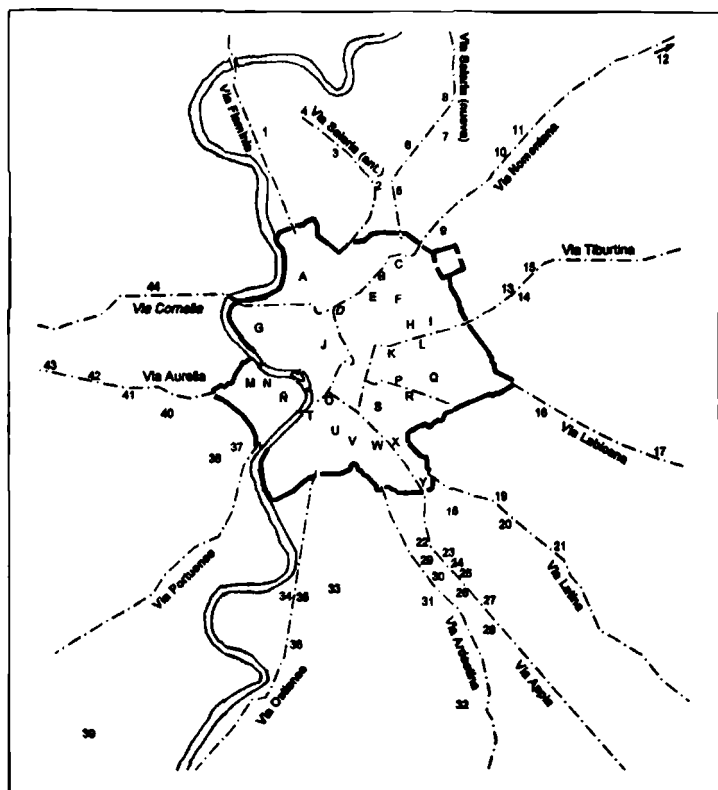 12
Via Flaminia
1
4
Via Salaria (ant.)
3
2
Via Salaria (nuova)
8
6
7
5
11
10
Via Nomentana
9
Via Tiburtina
15
13
14
A
B
C
D
E
F
G
H
I
J
K
L
M
N
Ñ
O
P
Q
R
S
T
U
V
W
X
Y
44
Via Cornelia
43
42
Via Aurelia
41
40
38
37
Via Portuense
39
16
Via Labicana
17
18
19
20
21
Via Latina
22
23
24
25
26
27
28
29
30
31
Via Ardeatina
Via Appia
32
33
34
35
36
Via Ostiense